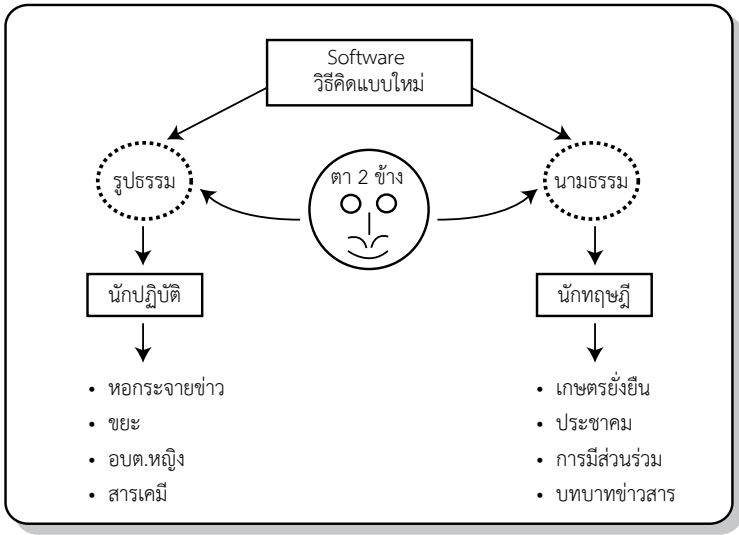 Software
วิธีคิดแบบใหม่
รูปธรรม
ตา 2 ข้าง
นามธรรม
นักปฏิบัติ
นักทฤษฎี
• หอกระจายข่าว
• ขยะ
• อบต.หญิง
• สารเคมี
• เกษตรยั่งยืน
• ประชาคม
• การมีส่วนร่วม
• บทบาทข่าวสาร